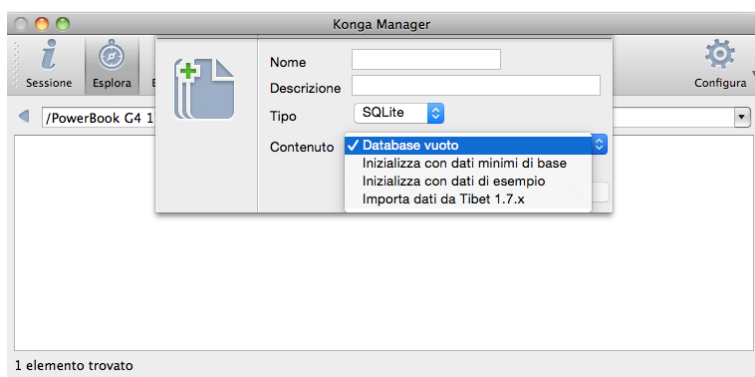 Konga Manager
Sessione
Esplora
Configura
/PowerBook G4 1
Nome
Descrizione
Tipo SQLite
Contenuto ✓ Database vuoto
Inizializza con dati minimi di base
Inizializza con dati di esempio
Importa dati da Tibet 1.7.x
1 elemento trovato